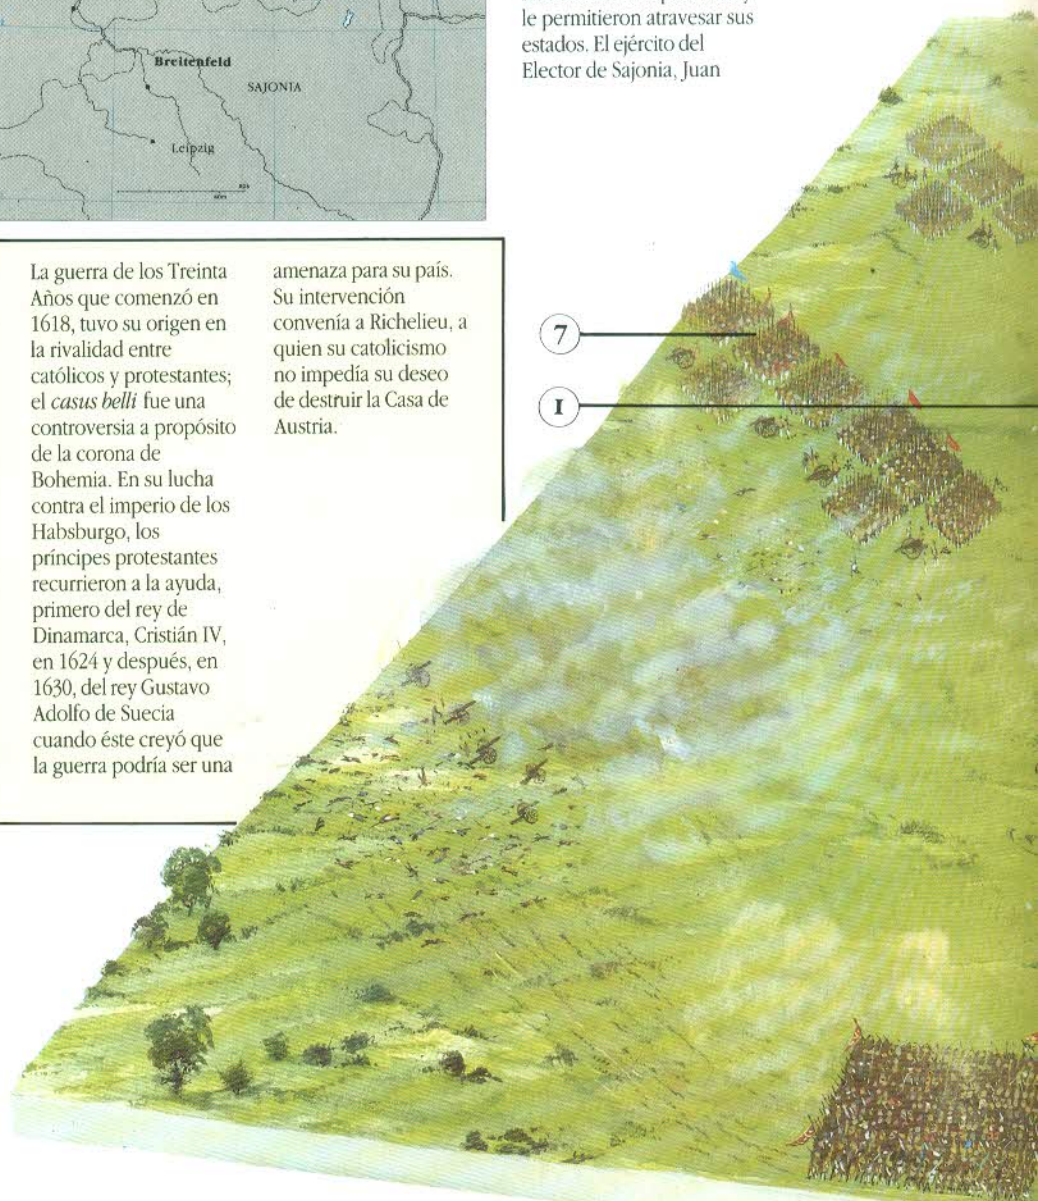 Breitenfeld
SAJONIA
Leipzig
le permitieron atravesar sus
estados. El ejército del
Elector de Sajonia, Juan
La guerra de los Treinta
Años que comenzó en
1618, tuvo su origen en
la rivalidad entre
católicos y protestantes;
el casus belli fue una
controversia a propósito
de la corona de
Bohemia. En su lucha
contra el imperio de los
Habsburgo, los
príncipes protestantes
recurrieron a la ayuda,
primero del rey de
Dinamarca, Cristián IV,
en 1624 y después, en
1630, del rey Gustavo
Adolfo de Suecia
cuando éste creyó que
la guerra podría ser una
amenaza para su país.
Su intervención
convenía a Richelieu, a
quien su catolicismo
no impedía su deseo
de destruir la Casa de
Austria.
7
1